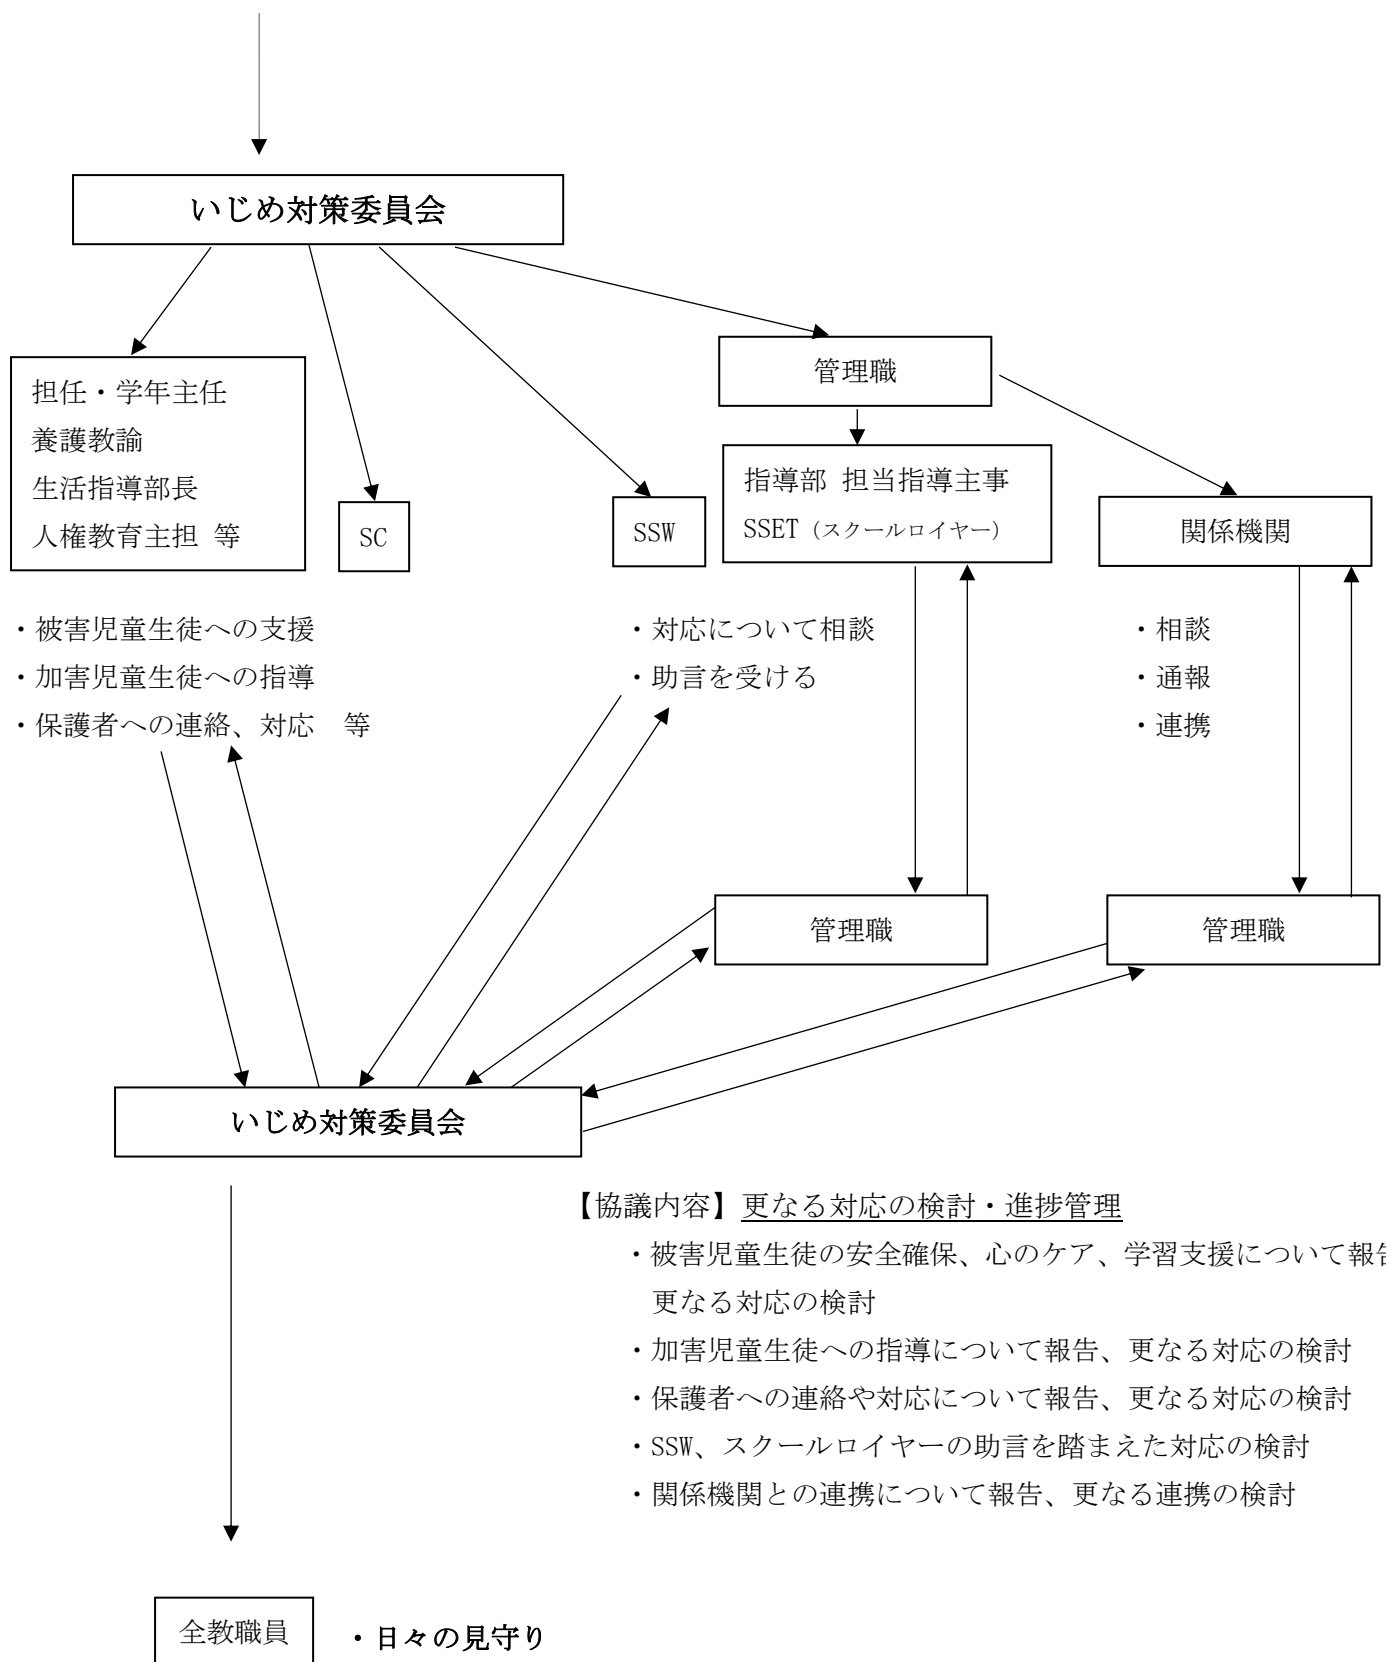 いじめ対策委員会
管理職
担任・学年主任
養護教諭
生活指導部長
人権教育主担 等
SC
SSW
指導部 担当指導主事
SSET（スクールロイヤー）
関係機関
・被害児童生徒への支援
・加害児童生徒への指導
・保護者への連絡、対応　等
・対応について相談
・助言を受ける
・相談
・通報
・連携
管理職
管理職
いじめ対策委員会
【協議内容】更なる対応の検討・進捗管理
・被害児童生徒の安全確保、心のケア、学習支援について報告
更なる対応の検討
・加害児童生徒への指導について報告、更なる対応の検討
・保護者への連絡や対応について報告、更なる対応の検討
・SSW、スクールロイヤーの助言を踏まえた対応の検討
・関係機関との連携について報告、更なる連携の検討
全教職員
・日々の見守り